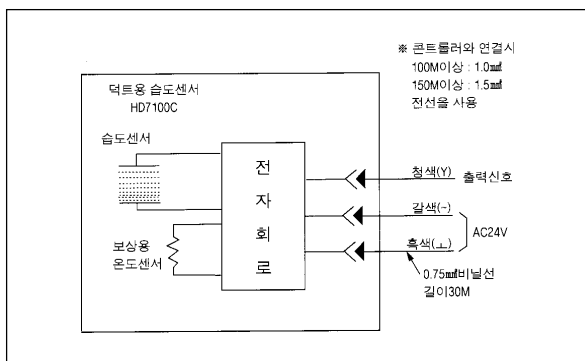 ※ 콘트롤러와 연결시
100M이상 : 1.0㎟
150M이상 : 1.5㎟
전선을 사용
덕트용 습도센서
HD7100C
습도센서
전
자
회
로
청색(Y)
출력신호
갈색(~)
AC24V
흑색(⊥)
보상용
온도센서
0.75㎟비닐선
길이30M